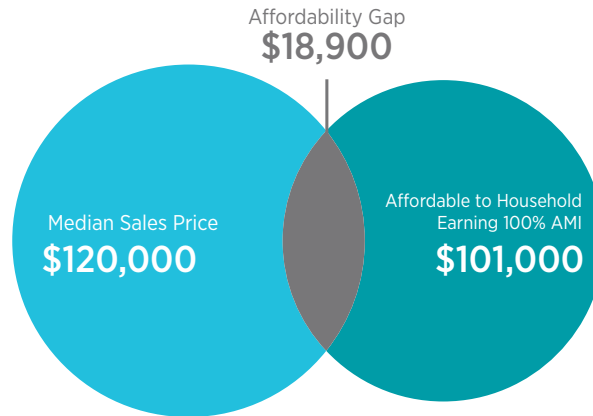 Affordability Gap
$18,900
Median Sales Price
$120,000
Affordable to Household
Earning 100% AMI
$101,000